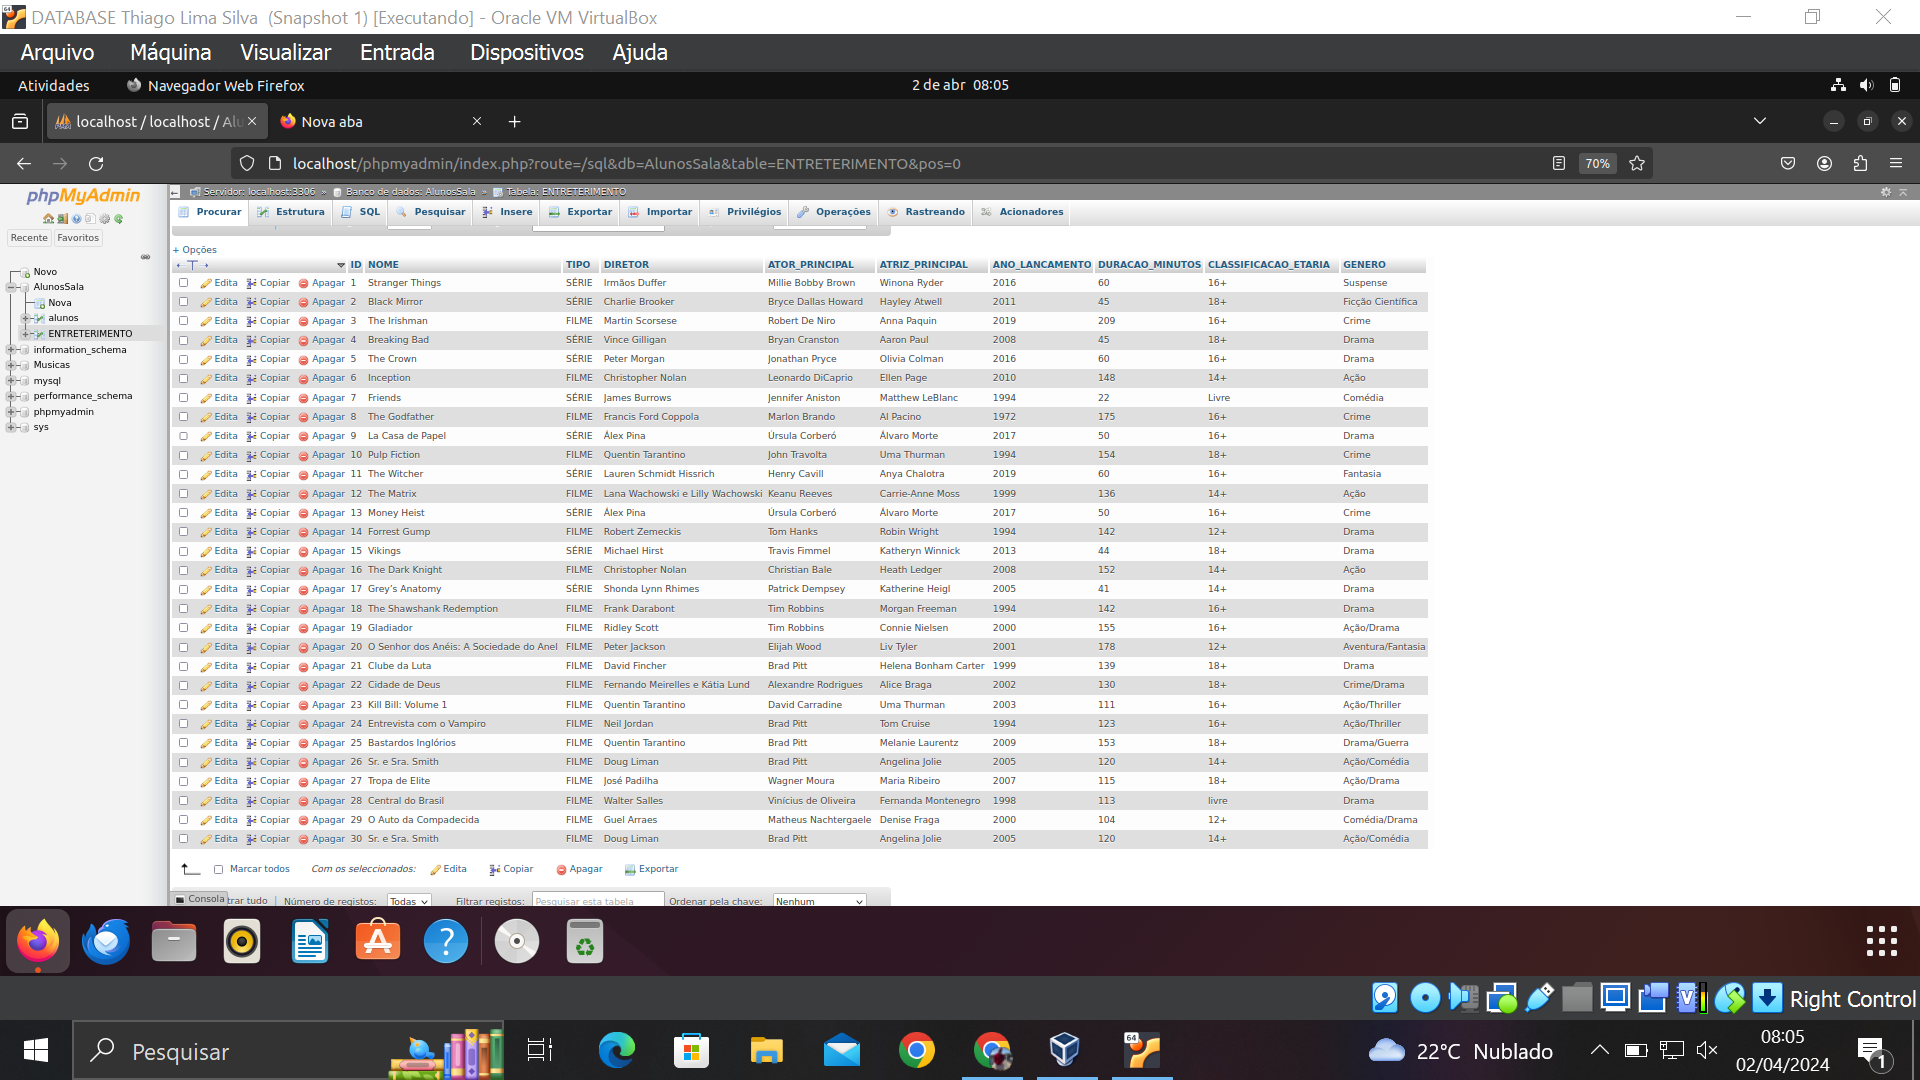 DATABASE Thiago Lima Silva (Snapshot 1) [Executando] - Oracle VM VirtualBox
Arquivo Máquina Visualizar Entrada Dispositivos Ajuda
Atividades Navegador Web Firefox 2 de abr 08:05
localhost / localhost / Alu Nova aba
localhost/phpmyadmin/index.php?route=/sql&db=AlunosSala&table=ENTRETERIMENTO&pos=0 70%
phpMyAdmin
Recente Favoritos
Novo
AlunosSala
Nova
alunos
ENTRETERIMENTO
information_schema
Musicas
mysql
performance_schema
phpmyadmin
sys
Servidor: localhost:3306 » Banco de dados: AlunosSala » Tabela: ENTRETERIMENTO
Procurar Estrutura SQL Pesquisar Insere Exportar Importar Privilégios Operações Rastreando Acionadores
+ Opções
ID NOME TIPO DIRETOR ATOR_PRINCIPAL ATRIZ_PRINCIPAL ANO_LANCAMENTO DURACAO_MINUTOS CLASSIFICACAO_ETARIA GENERO
Edita Copiar Apagar 1 Stranger Things SÉRIE Irmãos Duffer Millie Bobby Brown Winona Ryder 2016 60 16+ Suspense
Edita Copiar Apagar 2 Black Mirror SÉRIE Charlie Brooker Bryce Dallas Howard Hayley Atwell 2011 45 18+ Ficção Científica
Edita Copiar Apagar 3 The Irishman FILME Martin Scorsese Robert De Niro Anna Paquin 2019 209 16+ Crime
Edita Copiar Apagar 4 Breaking Bad SÉRIE Vince Gilligan Bryan Cranston Aaron Paul 2008 45 18+ Drama
Edita Copiar Apagar 5 The Crown SÉRIE Peter Morgan Jonathan Pryce Olivia Colman 2016 60 16+ Drama
Edita Copiar Apagar 6 Inception FILME Christopher Nolan Leonardo DiCaprio Ellen Page 2010 148 14+ Ação
Edita Copiar Apagar 7 Friends SÉRIE James Burrows Jennifer Aniston Matthew LeBlanc 1994 22 Livre Comédia
Edita Copiar Apagar 8 The Godfather FILME Francis Ford Coppola Marlon Brando Al Pacino 1972 175 16+ Crime
Edita Copiar Apagar 9 La Casa de Papel SÉRIE Álex Pina Úrsula Corberó Álvaro Morte 2017 50 16+ Drama
Edita Copiar Apagar 10 Pulp Fiction FILME Quentin Tarantino John Travolta Uma Thurman 1994 154 18+ Crime
Edita Copiar Apagar 11 The Witcher SÉRIE Lauren Schmidt Hissrich Henry Cavill Anya Chalotra 2019 60 16+ Fantasia
Edita Copiar Apagar 12 The Matrix FILME Lana Wachowski e Lilly Wachowski Keanu Reeves Carrie-Anne Moss 1999 136 14+ Ação
Edita Copiar Apagar 13 Money Heist SÉRIE Álex Pina Úrsula Corberó Álvaro Morte 2017 50 16+ Crime
Edita Copiar Apagar 14 Forrest Gump FILME Robert Zemeckis Tom Hanks Robin Wright 1994 142 12+ Drama
Edita Copiar Apagar 15 Vikings SÉRIE Michael Hirst Travis Fimmel Katheryn Winnick 2013 44 18+ Drama
Edita Copiar Apagar 16 The Dark Knight FILME Christopher Nolan Christian Bale Heath Ledger 2008 152 14+ Ação
Edita Copiar Apagar 17 Grey's Anatomy SÉRIE Shonda Lynn Rhimes Patrick Dempsey Katherine Heigl 2005 41 14+ Drama
Edita Copiar Apagar 18 The Shawshank Redemption FILME Frank Darabont Tim Robbins Morgan Freeman 1994 142 16+ Drama
Edita Copiar Apagar 19 Gladiador FILME Ridley Scott Tim Robbins Connie Nielsen 2000 155 16+ Ação/Drama
Edita Copiar Apagar 20 O Senhor dos Anéis: A Sociedade do Anel FILME Peter Jackson Elijah Wood Liv Tyler 2001 178 12+ Aventura/Fantasia
Edita Copiar Apagar 21 Clube da Luta FILME David Fincher Brad Pitt Helena Bonham Carter 1999 139 18+ Drama
Edita Copiar Apagar 22 Cidade de Deus FILME Fernando Meirelles e Kátia Lund Alexandre Rodrigues Alice Braga 2002 130 18+ Crime/Drama
Edita Copiar Apagar 23 Kill Bill: Volume 1 FILME Quentin Tarantino David Carradine Uma Thurman 2003 111 16+ Ação/Thriller
Edita Copiar Apagar 24 Entrevista com o Vampiro FILME Neil Jordan Brad Pitt Tom Cruise 1994 123 16+ Ação/Thriller
Edita Copiar Apagar 25 Bastardos Inglórios FILME Quentin Tarantino Brad Pitt Melanie Laurentz 2009 153 18+ Drama/Guerra
Edita Copiar Apagar 26 Sr. e Sra. Smith FILME Doug Liman Brad Pitt Angelina Jolie 2005 120 14+ Ação/Comédia
Edita Copiar Apagar 27 Tropa de Elite FILME José Padilha Wagner Moura Maria Ribeiro 2007 115 18+ Ação/Drama
Edita Copiar Apagar 28 Central do Brasil FILME Walter Salles Vinícius de Oliveira Fernanda Montenegro 1998 113 livre Drama
Edita Copiar Apagar 29 O Auto da Compadecida FILME Guel Arraes Matheus Nachtergaele Denise Fraga 2000 104 12+ Comédia/Drama
Edita Copiar Apagar 30 Sr. e Sra. Smith FILME Doug Liman Brad Pitt Angelina Jolie 2005 120 14+ Ação/Comédia
Marcar todos Com os seleccionados: Edita Copiar Apagar Exportar
Consola trar tudo Número de registos: Todas Filtrar registos: Pesquisar esta tabela Ordenar pela chave: Nenhum
Right Control
Pesquisar 64 22°C Nublado 08:05
02/04/2024 1